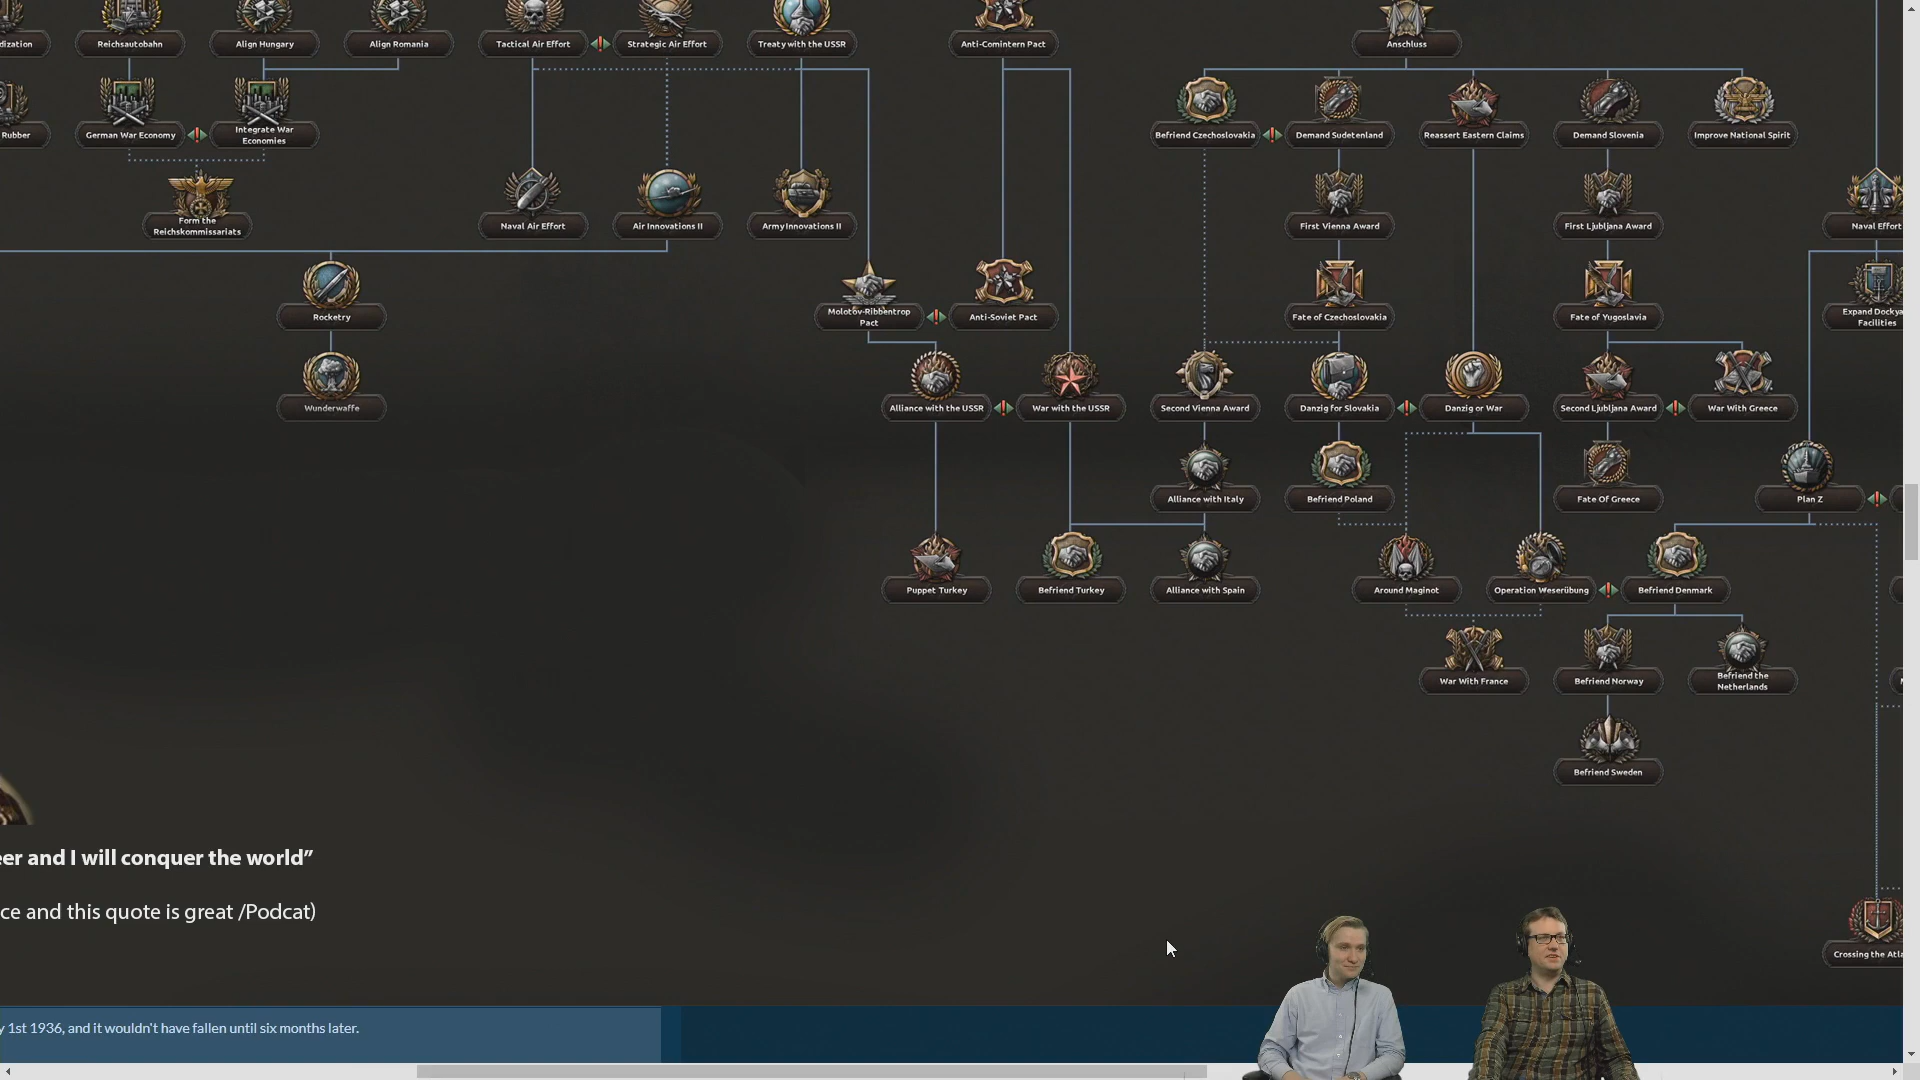 dization
Reichsautobahn
Align Hungary
Align Romania
Tactical Air Effort
Strategic Air Effort
Treaty with the USSR
Anti-Comintern Pact
Anschluss
Rubber
German War Economy
Integrate War
Economies
Befriend Czechoslovakia
Demand Sudetenland
Reassert Eastern Claims
Demand Slovenia
Improve National Spirit
Form the
Reichskommissariats
Naval Air Effort
Air Innovations II
Army Innovations II
First Vienna Award
First Ljubljana Award
Naval Effort
Rocketry
Molotov-Ribbentrop
Pact
Anti-Soviet Pact
Fate of Czechoslovakia
Fate of Yugoslavia
Expand Dockya
Facilities
Wunderwaffe
Alliance with the USSR
War with the USSR
Second Vienna Award
Danzig for Slovakia
Danzig or War
Second Ljubljana Award
War With Greece
Alliance with Italy
Befriend Poland
Fate Of Greece
Plan Z
Puppet Turkey
Befriend Turkey
Alliance with Spain
Around Maginot
Operation Weserübung
Befriend Denmark
War With France
Befriend Norway
Befriend the
Netherlands
Befriend Sweden
eer and I will conquer the world”
ce and this quote is great /Podcat)
Crossing the Atla
y 1st 1936, and it wouldn't have fallen until six months later.